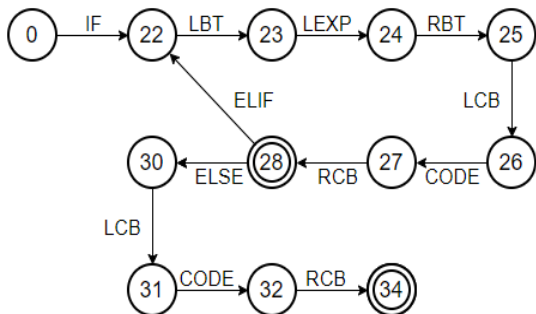 IF LBT LEXP RBT
0 22 23 24 25
ELIF LCB
30 28 27 26
ELSE RCB CODE
LCB
CODE RCB
31 32 34